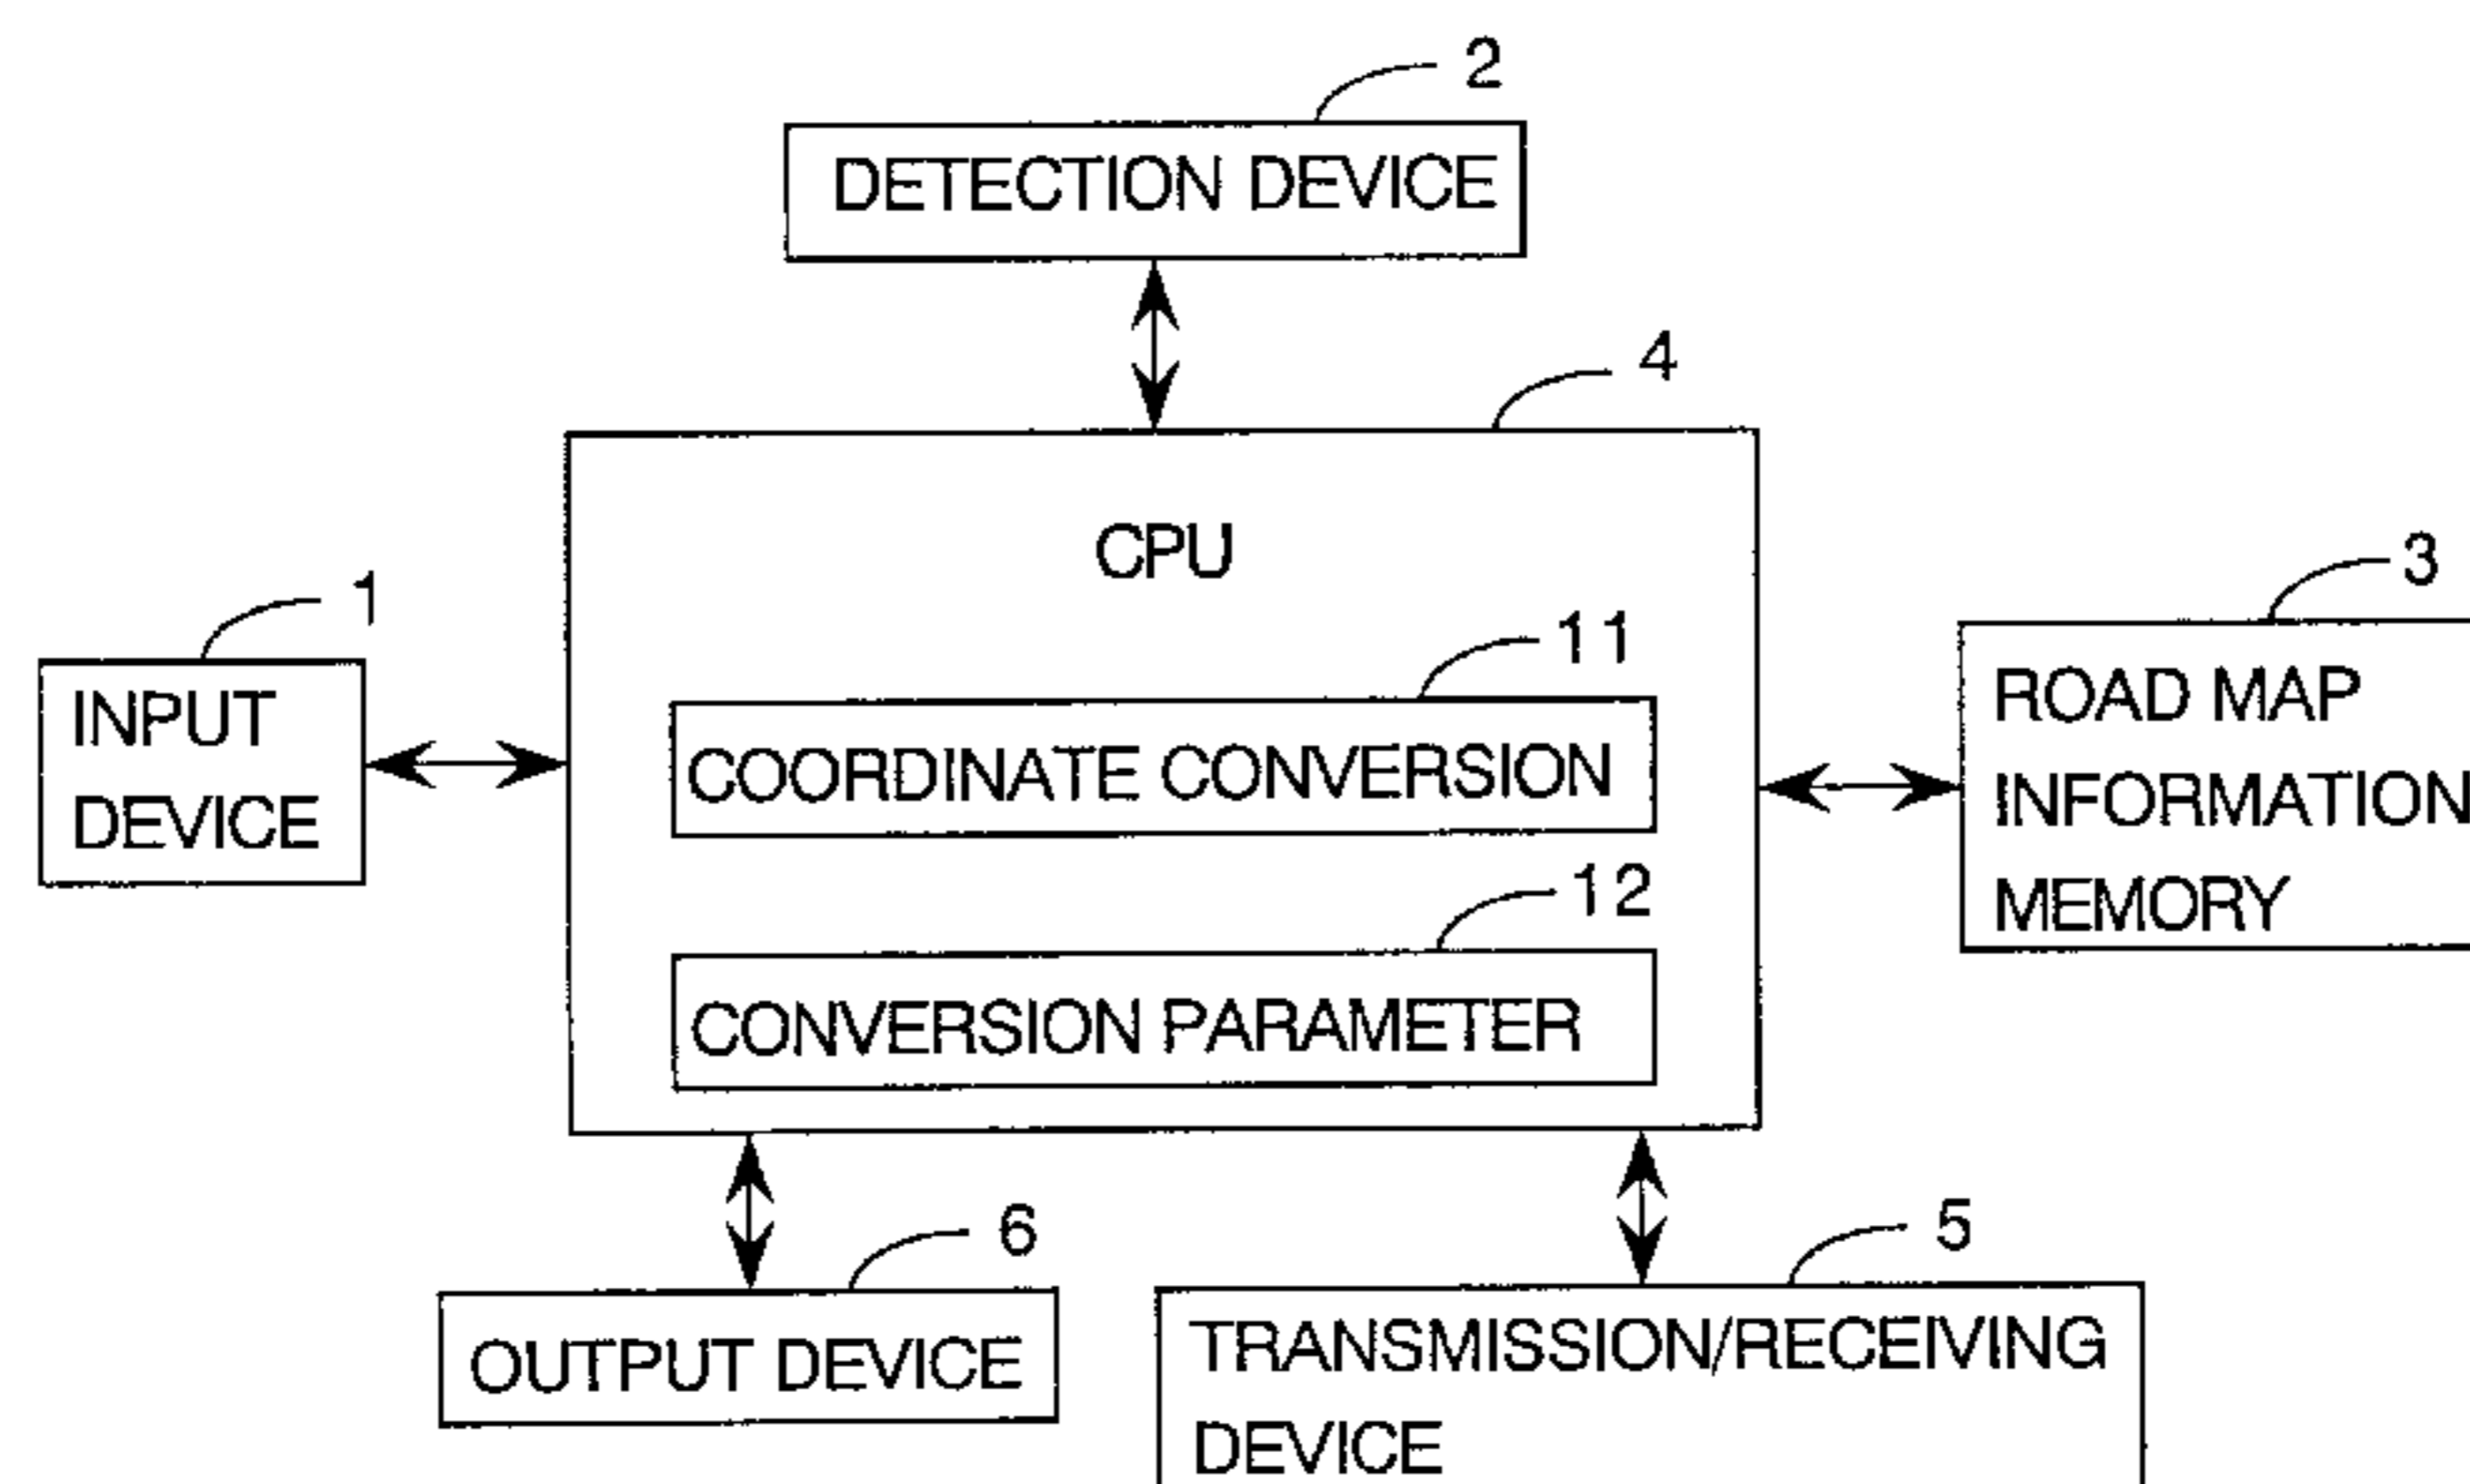 2
DETECTION DEVICE
4
CPU
1
INPUT
DEVICE
11
COORDINATE CONVERSION
12
CONVERSION PARAMETER
3
ROAD MAP
INFORMATION
MEMORY
6
OUTPUT DEVICE
5
TRANSMISSION/RECEIVING
DEVICE